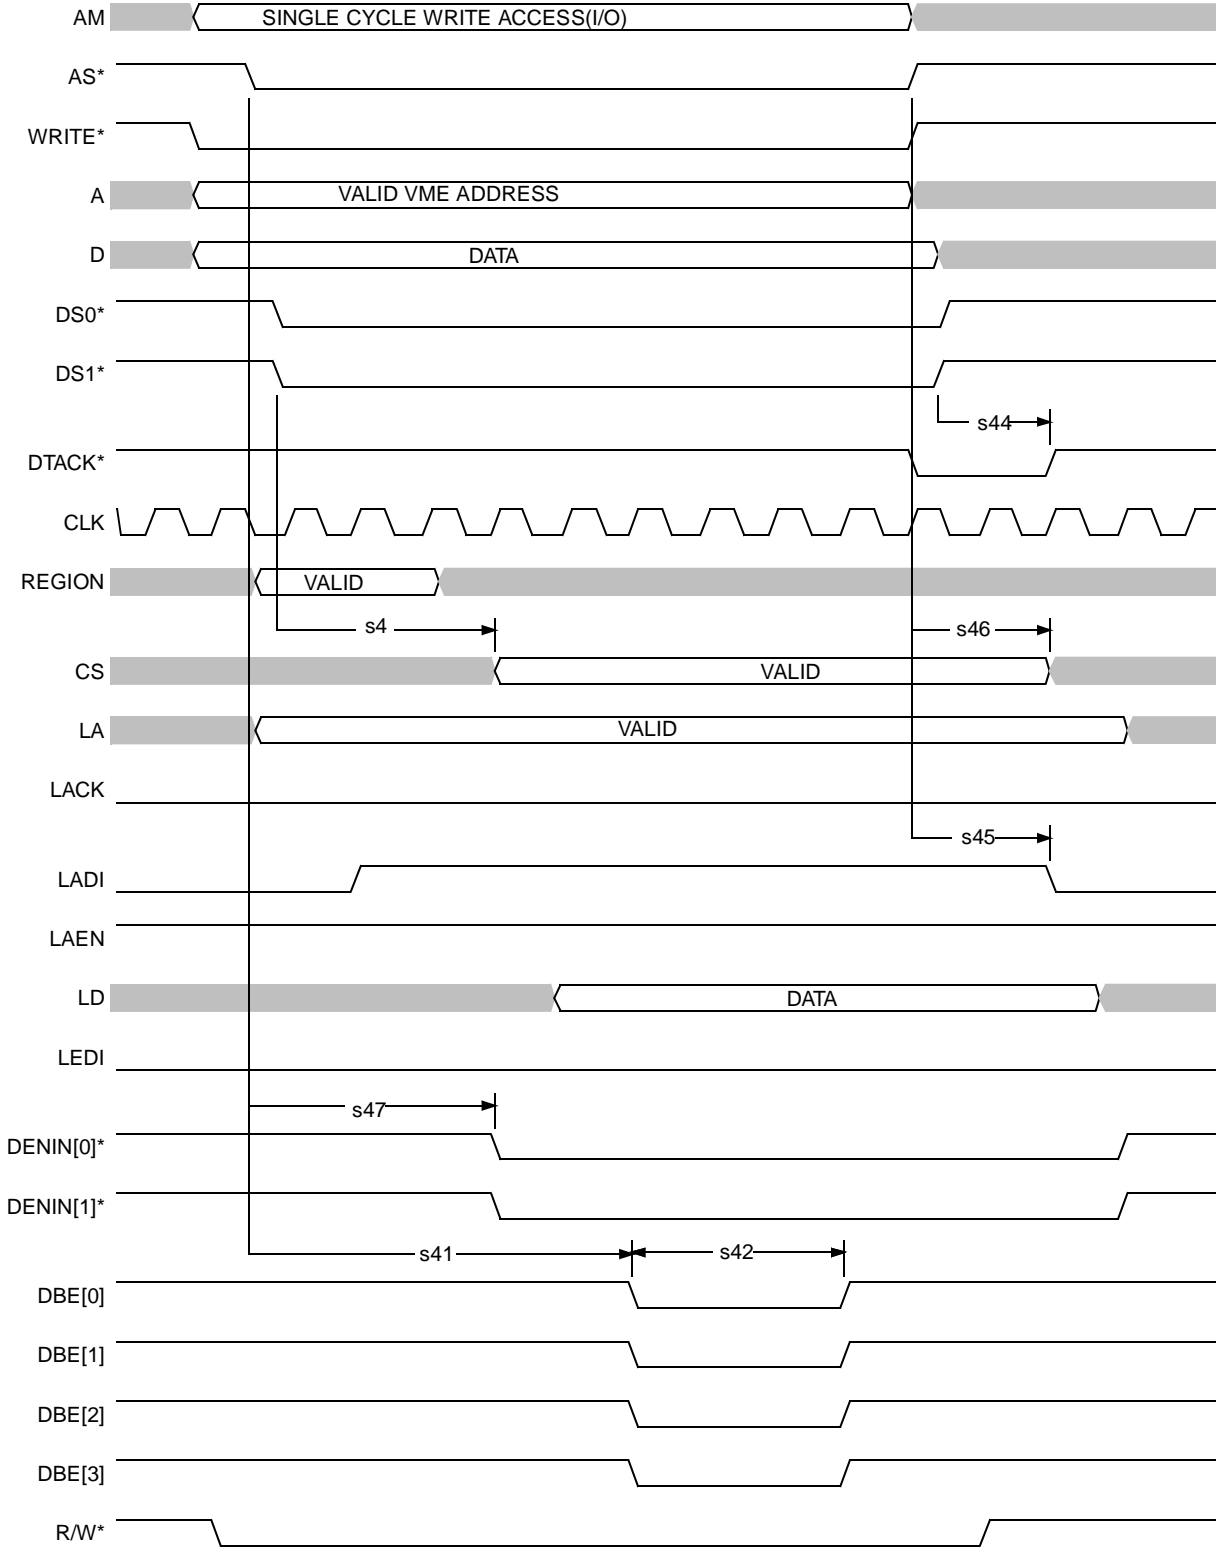 AM SINGLE CYCLE WRITE ACCESS(I/O)
AS*
WRITE*
A VALID VME ADDRESS
D DATA
DS0*
DS1*
s44
DTACK*
CLK
REGION VALID
s4 s46
CS VALID
LA VALID
LACK
s45
LADI
LAEN
LD DATA
LEDI
s47
DENIN[0]*
DENIN[1]*
s41 s42
DBE[0]
DBE[1]
DBE[2]
DBE[3]
R/W*